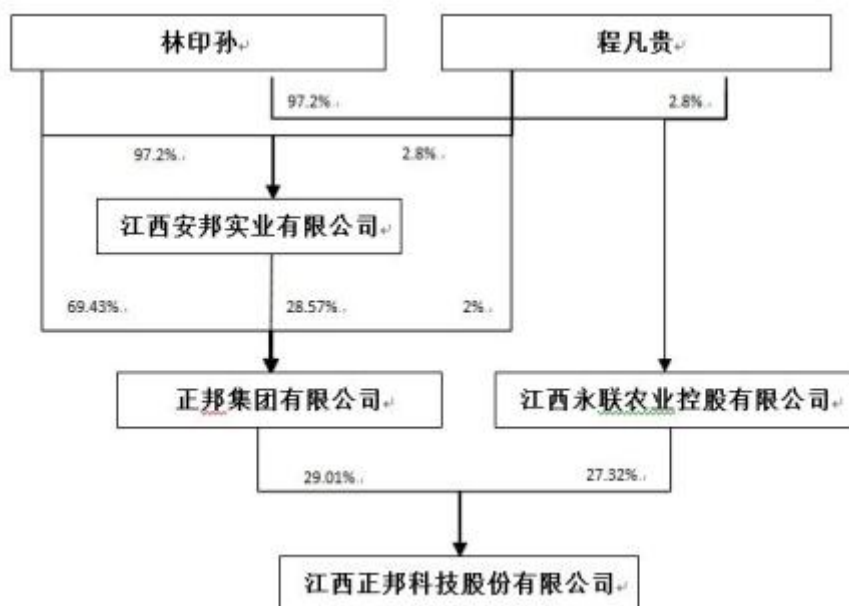 林印孙
程凡贵
97.2%
2.8%
97.2%
2.8%
江西安邦实业有限公司
69.43%
28.57%
2%
正邦集团有限公司
江西永联农业控股有限公司
29.01%
27.32%
江西正邦科技股份有限公司